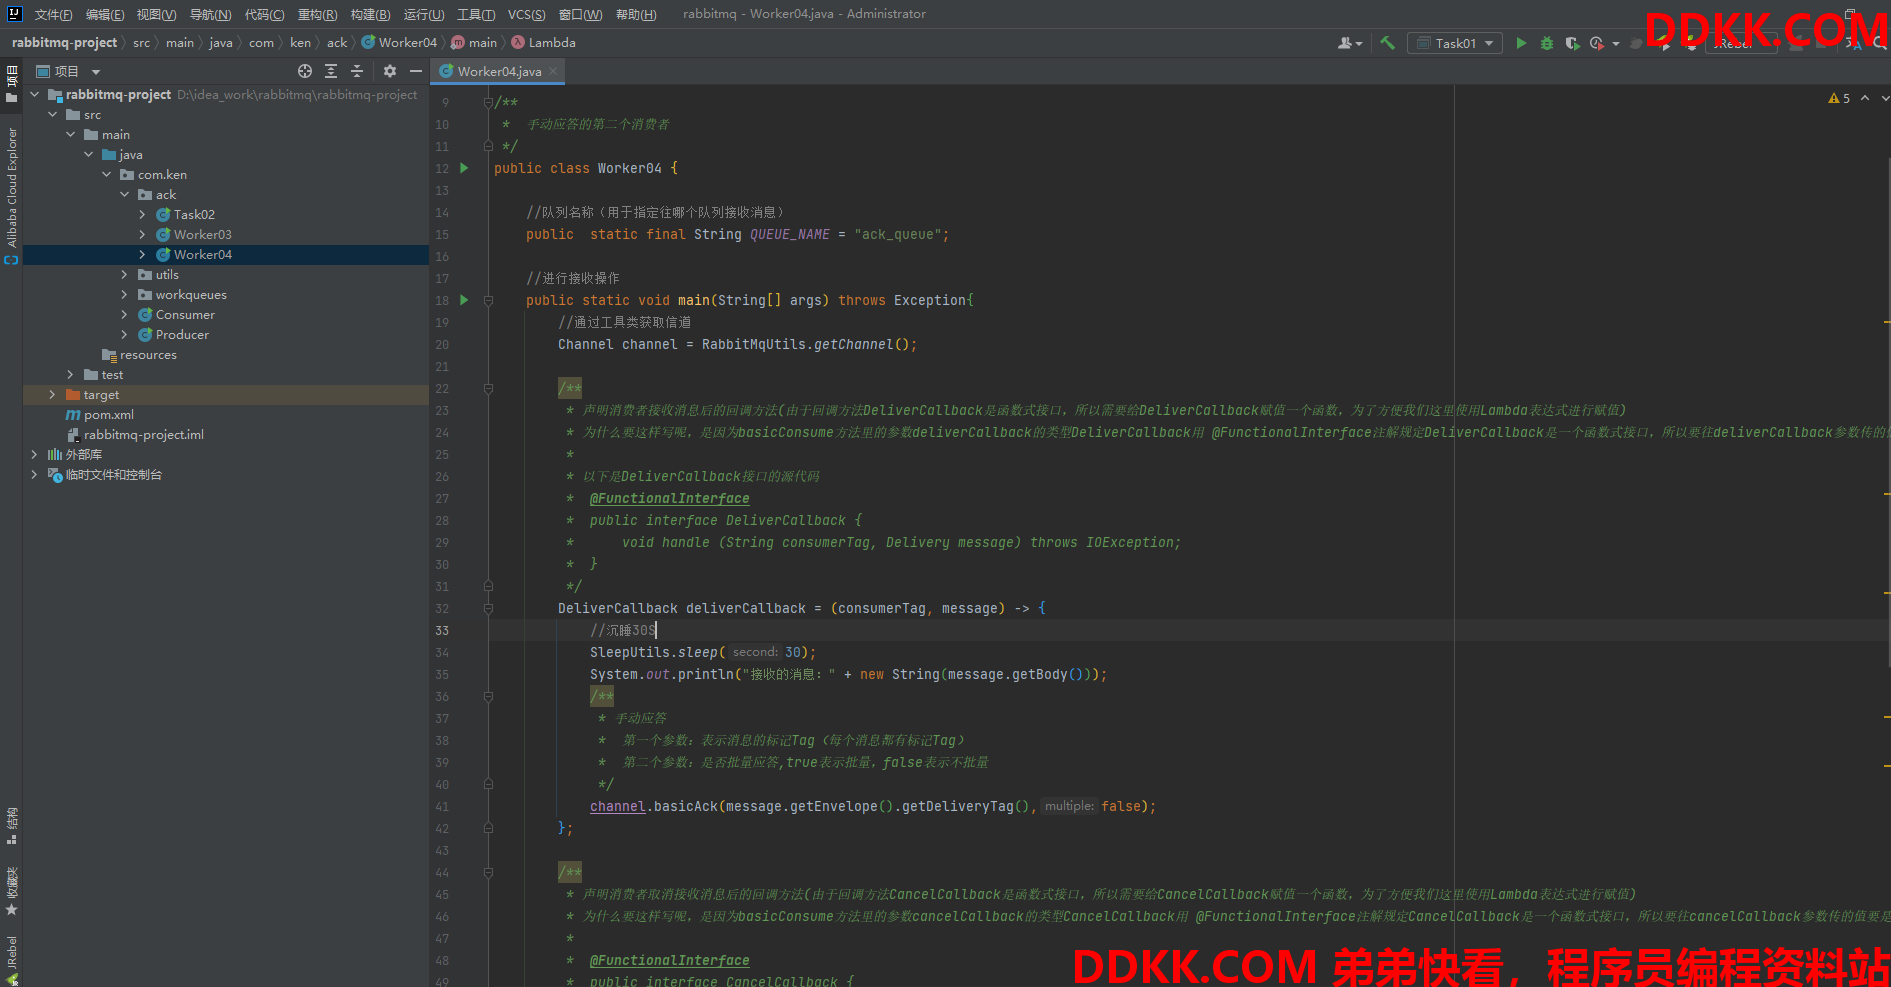 文件(F) 编辑(E) 视图(V) 导航(N) 代码(C) 重构(R) 构建(B) 运行(U) 工具(T) VCS(S) 窗口(W) 帮助(H) rabbitmq - Worker04.java - Administrator
DDKK.COM
rabbitmq-project src main java com ken ack Worker04 main Lambda
Task01
项目
Worker04.java
项目
Alibaba Cloud Explorer
结构
收藏夹
JRebel
rabbitmq-project D:\idea_work\rabbitmq\rabbitmq-project
src
main
java
com.ken
ack
Task02
Worker03
Worker04
utils
workqueues
Consumer
Producer
resources
test
target
pom.xml
rabbitmq-project.iml
外部库
临时文件和控制台
5
9 /**
10 * 手动应答的第二个消费者
11 */
12 public class Worker04 {
13
14 //队列名称（用于指定往哪个队列接收消息）
15 public  static final String QUEUE_NAME = "ack_queue";
16
17 //进行接收操作
18 public static void main(String[] args) throws Exception{
19 //通过工具类获取信道
20 Channel channel = RabbitMqUtils.getChannel();
21
22 /**
23 * 声明消费者接收消息后的回调方法(由于回调方法DeliverCallback是函数式接口，所以需要给DeliverCallback赋值一个函数，为了方便我们这里使用Lambda表达式进行赋值)
24 * 为什么要这样写呢，是因为basicConsume方法里的参数deliverCallback的类型DeliverCallback用 @FunctionalInterface注解规定DeliverCallback是一个函数式接口，所以要往deliverCallback参数传的
25 *
26 * 以下是DeliverCallback接口的源代码
27 * @FunctionalInterface
28 * public interface DeliverCallback {
29 *     void handle (String consumerTag, Delivery message) throws IOException;
30 * }
31 */
32 DeliverCallback deliverCallback = (consumerTag, message) -> {
33 //沉睡30S
34 SleepUtils.sleep( second: 30);
35 System.out.println("接收的消息：" + new String(message.getBody()));
36 /**
37 * 手动应答
38 * 第一个参数：表示消息的标记Tag（每个消息都有标记Tag）
39 * 第二个参数：是否批量应答,true表示批量，false表示不批量
40 */
41 channel.basicAck(message.getEnvelope().getDeliveryTag(), multiple: false);
42 };
43
44 /**
45 * 声明消费者取消接收消息后的回调方法(由于回调方法CancelCallback是函数式接口，所以需要给CancelCallback赋值一个函数，为了方便我们这里使用Lambda表达式进行赋值)
46 * 为什么要这样写呢，是因为basicConsume方法里的参数cancelCallback的类型CancelCallback用 @FunctionalInterface注解规定CancelCallback是一个函数式接口，所以要往cancelCallback参数传的值要是
47 *
48 * @FunctionalInterface
49 * public interface CancelCallback {
DDKK.COM 弟弟快看，程序员编程资料站